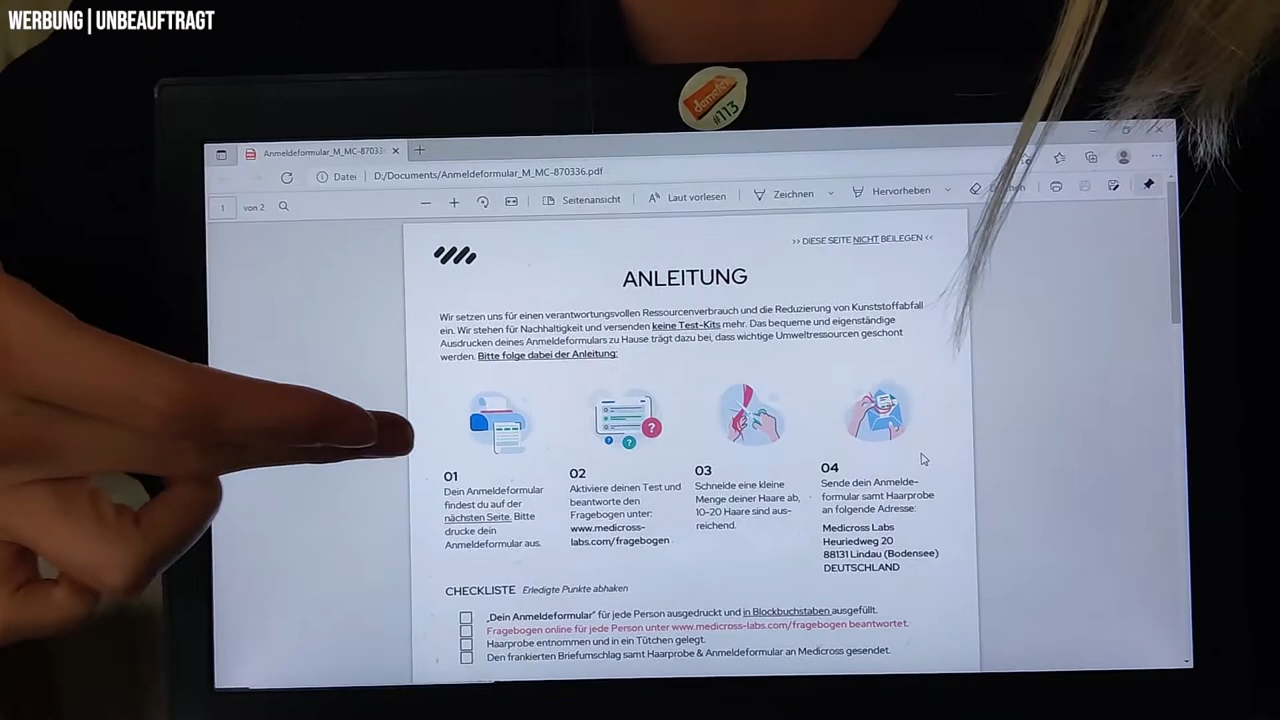 WERBUNG | UNBEAUFTRAGT
demeter
#113
Anmeldeformular_M_MC-87033
Datei | D:/Documents/Anmeldeformular_M_MC-870336.pdf
1 von 2
Seitenansicht
Laut vorlesen
Zeichnen
Hervorheben
>> DIESE SEITE NICHT BEILEGEN <<
ANLEITUNG
Wir setzen uns für einen verantwortungsvollen Ressourcenverbrauch und die Reduzierung von Kunststoffabfall
ein. Wir stehen für Nachhaltigkeit und versenden keine Test-Kits mehr. Das bequeme und eigenständige
Ausdrucken deines Anmeldeformulars zu Hause trägt dazu bei, dass wichtige Umweltressourcen geschont
werden. Bitte folge dabei der Anleitung:
01
Dein Anmeldeformular
findest du auf der
nächsten Seite. Bitte
drucke dein
Anmeldeformular aus.
02
Aktiviere deinen Test und
beantworte den
Fragebogen unter:
www.medicross-
labs.com/fragebogen
03
Schneide eine kleine
Menge deiner Haare ab,
10-20 Haare sind aus-
reichend.
04
Sende dein Anmelde-
formular samt Haarprobe
an folgende Adresse:
Medicross Labs
Heuriedweg 20
88131 Lindau (Bodensee)
DEUTSCHLAND
CHECKLISTE Erledigte Punkte abhaken
„Dein Anmeldeformular" für jede Person ausgedruckt und in Blockbuchstaben ausgefüllt.
Fragebogen online für jede Person unter www.medicross-labs.com/fragebogen beantwortet.
Haarprobe entnommen und in ein Tütchen gelegt.
Den frankierten Briefumschlag samt Haarprobe & Anmeldeformular an Medicross gesendet.